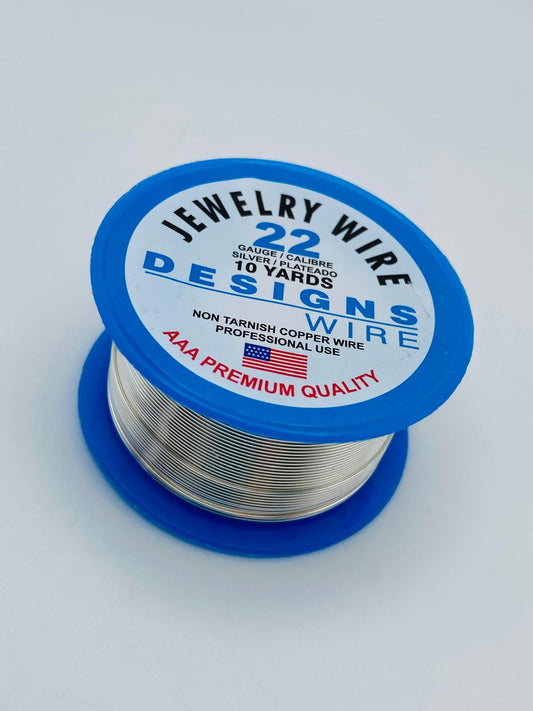 JEWELRY WIRE
22
GAUGE / CALIBRE
SILVER / PLATEADO
10 YARDS
DESIGNS
WIRE
NON TARNISH COPPER WIRE
PROFESSIONAL USE
AAA PREMIUM QUALITY